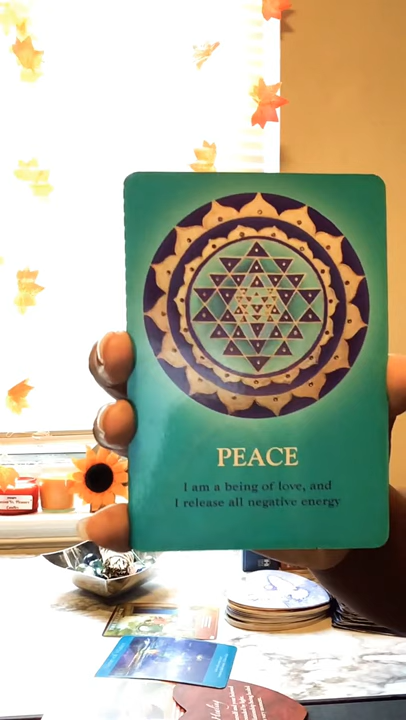 PEACE
I am a being of love, and
I release all negative energy